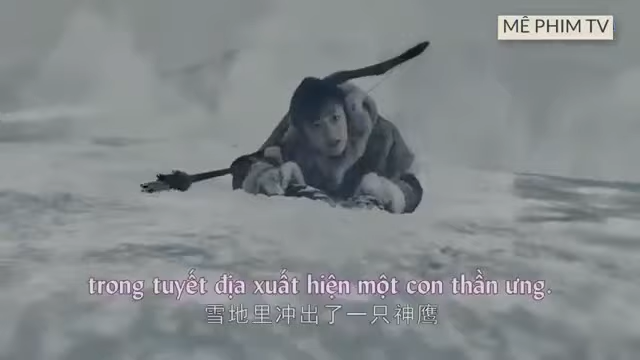 MÊ PHIM TV
trong tuyết địa xuất hiện một con thần ưng.
雪地里冲出了一只神鹰